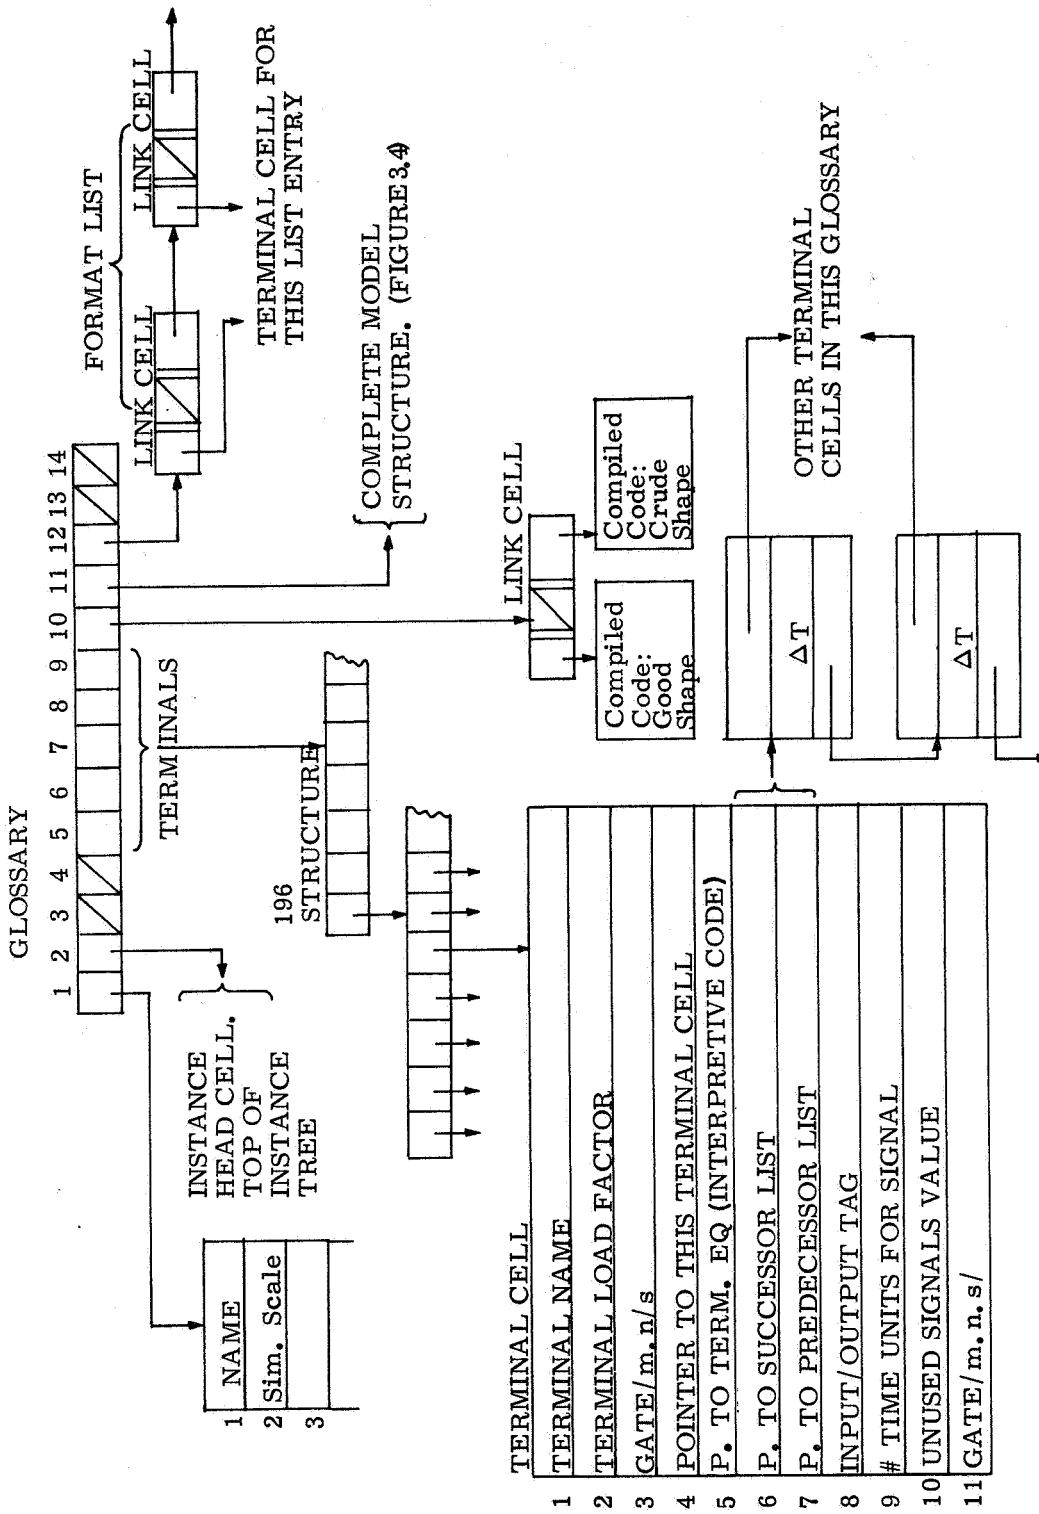 GLOSSARY
1 2 3 4 5 6 7 8 9 10 11 12 13 14
FORMAT LIST
LINK CELL
LINK CELL
TERMINAL CELL FOR
THIS LIST ENTRY
TERMINALS
COMPLETE MODEL
STRUCTURE. (FIGURE 3.4)
INSTANCE
HEAD CELL.
TOP OF
INSTANCE
TREE
196
STRUCTURE
1 NAME
2 Sim. Scale
3
LINK CELL
Compiled
Code:
Good
Shape
Compiled
Code:
Crude
Shape
TERMINAL CELL
1 TERMINAL NAME
2 TERMINAL LOAD FACTOR
3 GATE/m.n/s
4 POINTER TO THIS TERMINAL CELL
5 P. TO TERM. EQ (INTERPRETIVE CODE)
6 P. TO SUCCESSOR LIST
7 P. TO PREDECESSOR LIST
8 INPUT/OUTPUT TAG
9 # TIME UNITS FOR SIGNAL
10 UNUSED SIGNALS VALUE
11 GATE/m.n.s/
ΔT
ΔT
OTHER TERMINAL
CELLS IN THIS GLOSSARY